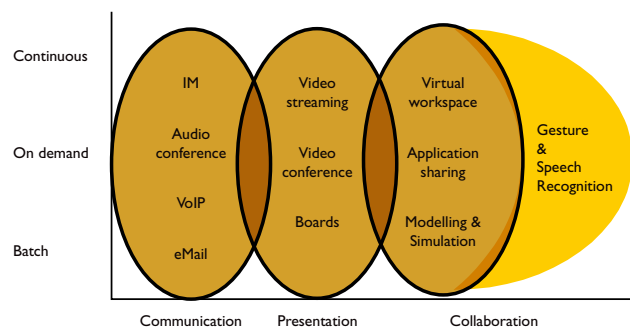 Continuous
On demand
Batch
IM
Audio
conference
VoIP
eMail
Video
streaming
Video
conference
Boards
Virtual
workspace
Application
sharing
Modelling &
Simulation
Gesture
&
Speech
Recognition
Communication
Presentation
Collaboration